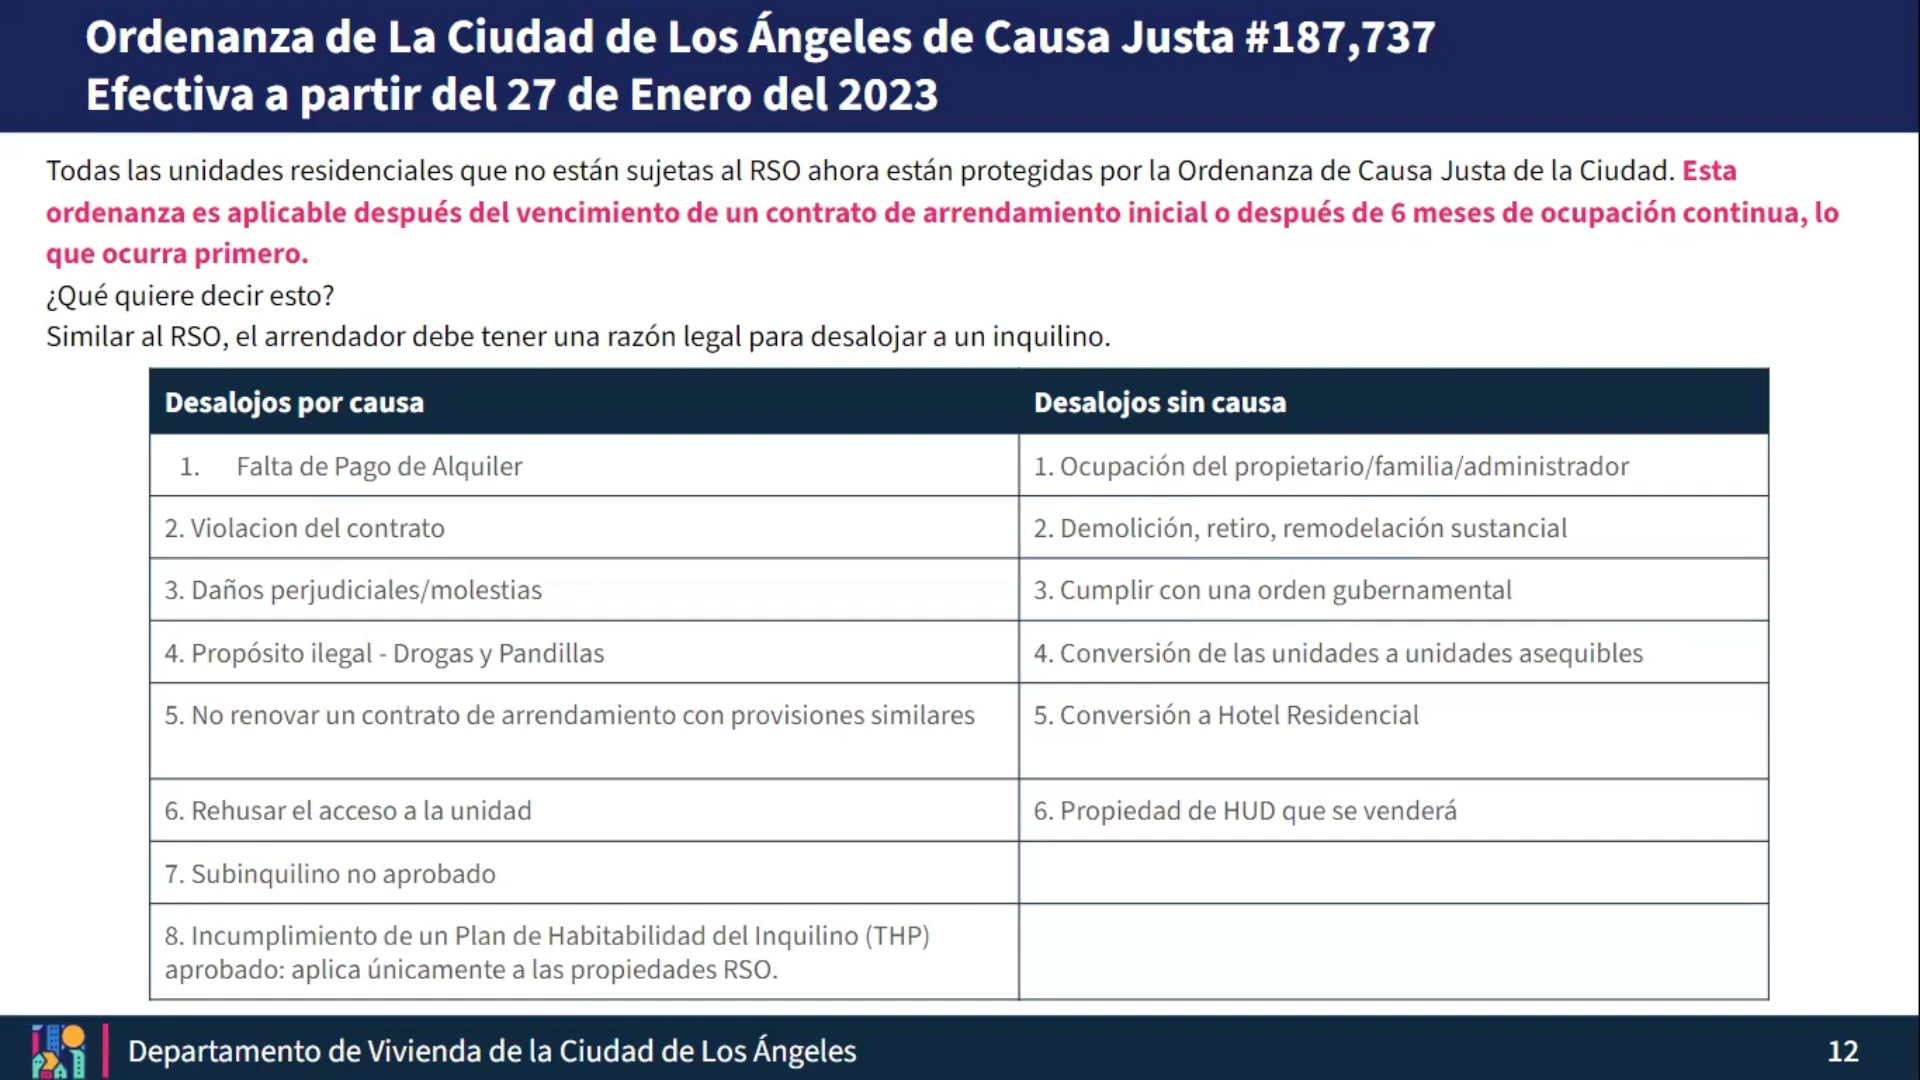 Ordenanza de La Ciudad de Los Ángeles de Causa Justa #187,737
Efectiva a partir del 27 de Enero del 2023
Todas las unidades residenciales que no están sujetas al RSO ahora están protegidas por la Ordenanza de Causa Justa de la Ciudad. Esta
ordenanza es aplicable después del vencimiento de un contrato de arrendamiento inicial o después de 6 meses de ocupación continua, lo
que ocurra primero.
¿Qué quiere decir esto?
Similar al RSO, el arrendador debe tener una razón legal para desalojar a un inquilino.
Desalojos por causa
Desalojos sin causa
1. Falta de Pago de Alquiler
1. Ocupación del propietario/familia/administrador
2. Violacion del contrato
2. Demolición, retiro, remodelación sustancial
3. Daños perjudiciales/molestias
3. Cumplir con una orden gubernamental
4. Propósito ilegal - Drogas y Pandillas
4. Conversión de las unidades a unidades asequibles
5. No renovar un contrato de arrendamiento con provisiones similares
5. Conversión a Hotel Residencial
6. Rehusar el acceso a la unidad
6. Propiedad de HUD que se venderá
7. Subinquilino no aprobado
8. Incumplimiento de un Plan de Habitabilidad del Inquilino (THP)
aprobado: aplica únicamente a las propiedades RSO.
Departamento de Vivienda de la Ciudad de Los Ángeles
12